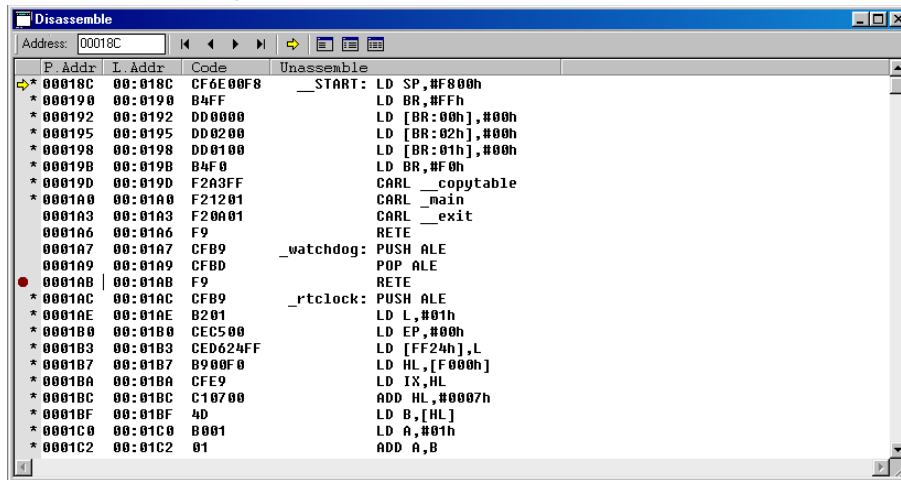 Disassemble
Address: 00018C
P.Addr L.Addr Code Unassemble
* 00018C 00:018C CF6E00F8 __START: LD SP,#F800h
* 000190 00:0190 B4FF LD BR,#FFh
* 000192 00:0192 DD0000 LD [BR:00h],#00h
* 000195 00:0195 DD0200 LD [BR:02h],#00h
* 000198 00:0198 DD0100 LD [BR:01h],#00h
* 00019B 00:019B B4F0 LD BR,#F0h
* 00019D 00:019D F2A3FF CARL __copytable
* 0001A0 00:01A0 F21201 CARL _main
0001A3 00:01A3 F20A01 CARL __exit
0001A6 00:01A6 F9 RETE
0001A7 00:01A7 CFB9 _watchdog: PUSH ALE
0001A9 00:01A9 CFBD POP ALE
0001AB 00:01AB F9 RETE
* 0001AC 00:01AC CFB9 _rtclock: PUSH ALE
* 0001AE 00:01AE B201 LD L,#01h
* 0001B0 00:01B0 CEC500 LD EP,#00h
* 0001B3 00:01B3 CED624FF LD [FF24h],L
* 0001B7 00:01B7 B900F0 LD HL,[F000h]
* 0001BA 00:01BA CFE9 LD IX,HL
* 0001BC 00:01BC C10700 ADD HL,#0007h
* 0001BF 00:01BF 4D LD B,[HL]
* 0001C0 00:01C0 B001 LD A,#01h
* 0001C2 00:01C2 01 ADD A,B